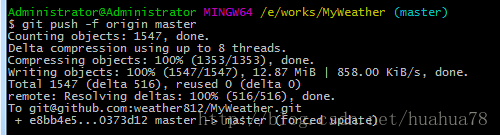 Administrator@Administrator MINGW64 /e/works/MyWeather (master)
$ git push -f origin master
Counting objects: 1547, done.
Delta compression using up to 8 threads.
Compressing objects: 100% (1353/1353), done.
Writing objects: 100% (1547/1547), 12.87 MiB | 858.00 KiB/s, done.
Total 1547 (delta 516), reused 0 (delta 0)
remote: Resolving deltas: 100% (516/516), done.
To git@github.com:weather812/MyWeather.git
+ e8bb4e5...0373d12 master -> master (forced update)
http://blog.csdn.net/huahua78